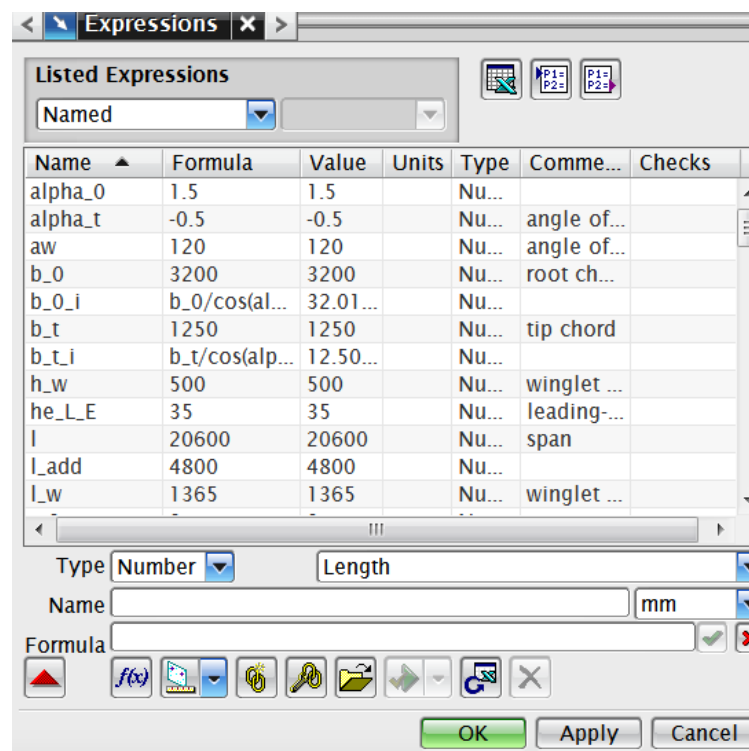 Expressions
Listed Expressions
Named
P1= P2= P1= P2=
Name Formula Value Units Type Comme... Checks
alpha_0 1.5 1.5 Nu...
alpha_t -0.5 -0.5 Nu... angle of...
aw 120 120 Nu... angle of...
b_0 3200 3200 Nu... root ch...
b_0_i b_0/cos(al... 32.01... Nu...
b_t 1250 1250 Nu... tip chord
b_t_i b_t/cos(alp... 12.50... Nu...
h_w 500 500 Nu... winglet ...
he_L_E 35 35 Nu... leading-...
l 20600 20600 Nu... span
l_add 4800 4800 Nu...
l_w 1365 1365 Nu... winglet ...
Type Number Length
Name mm
Formula
f(x)
OK Apply Cancel